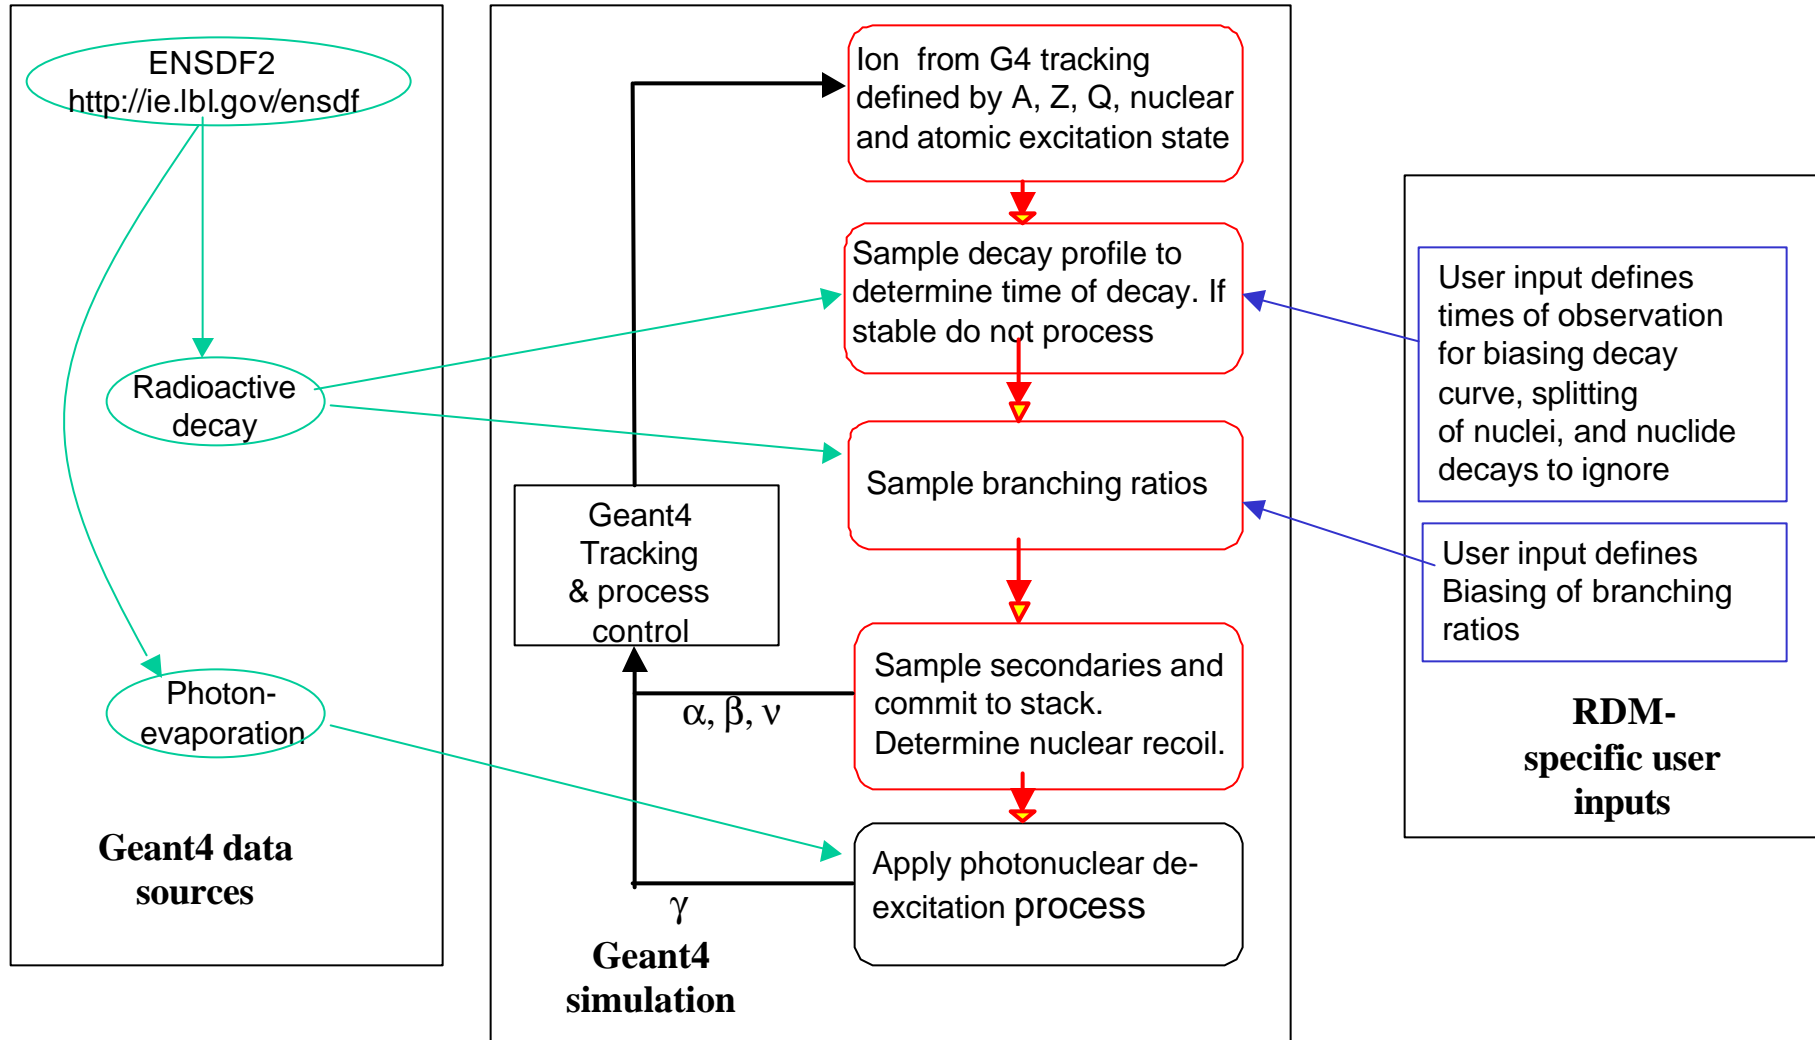 ENSDF2
http://ie.lbl.gov/ensdf
Radioactive
decay
Photon-
evaporation
Geant4 data
sources
Ion from G4 tracking
defined by A, Z, Q, nuclear
and atomic excitation state
Sample decay profile to
determine time of decay. If
stable do not process
Sample branching ratios
Geant4
Tracking
& process
control
Sample secondaries and
commit to stack.
Determine nuclear recoil.
α, β, ν
Apply photonuclear de-
excitation process
γ
Geant4
simulation
User input defines
times of observation
for biasing decay
curve, splitting
of nuclei, and nuclide
decays to ignore
User input defines
Biasing of branching
ratios
RDM-
specific user
inputs